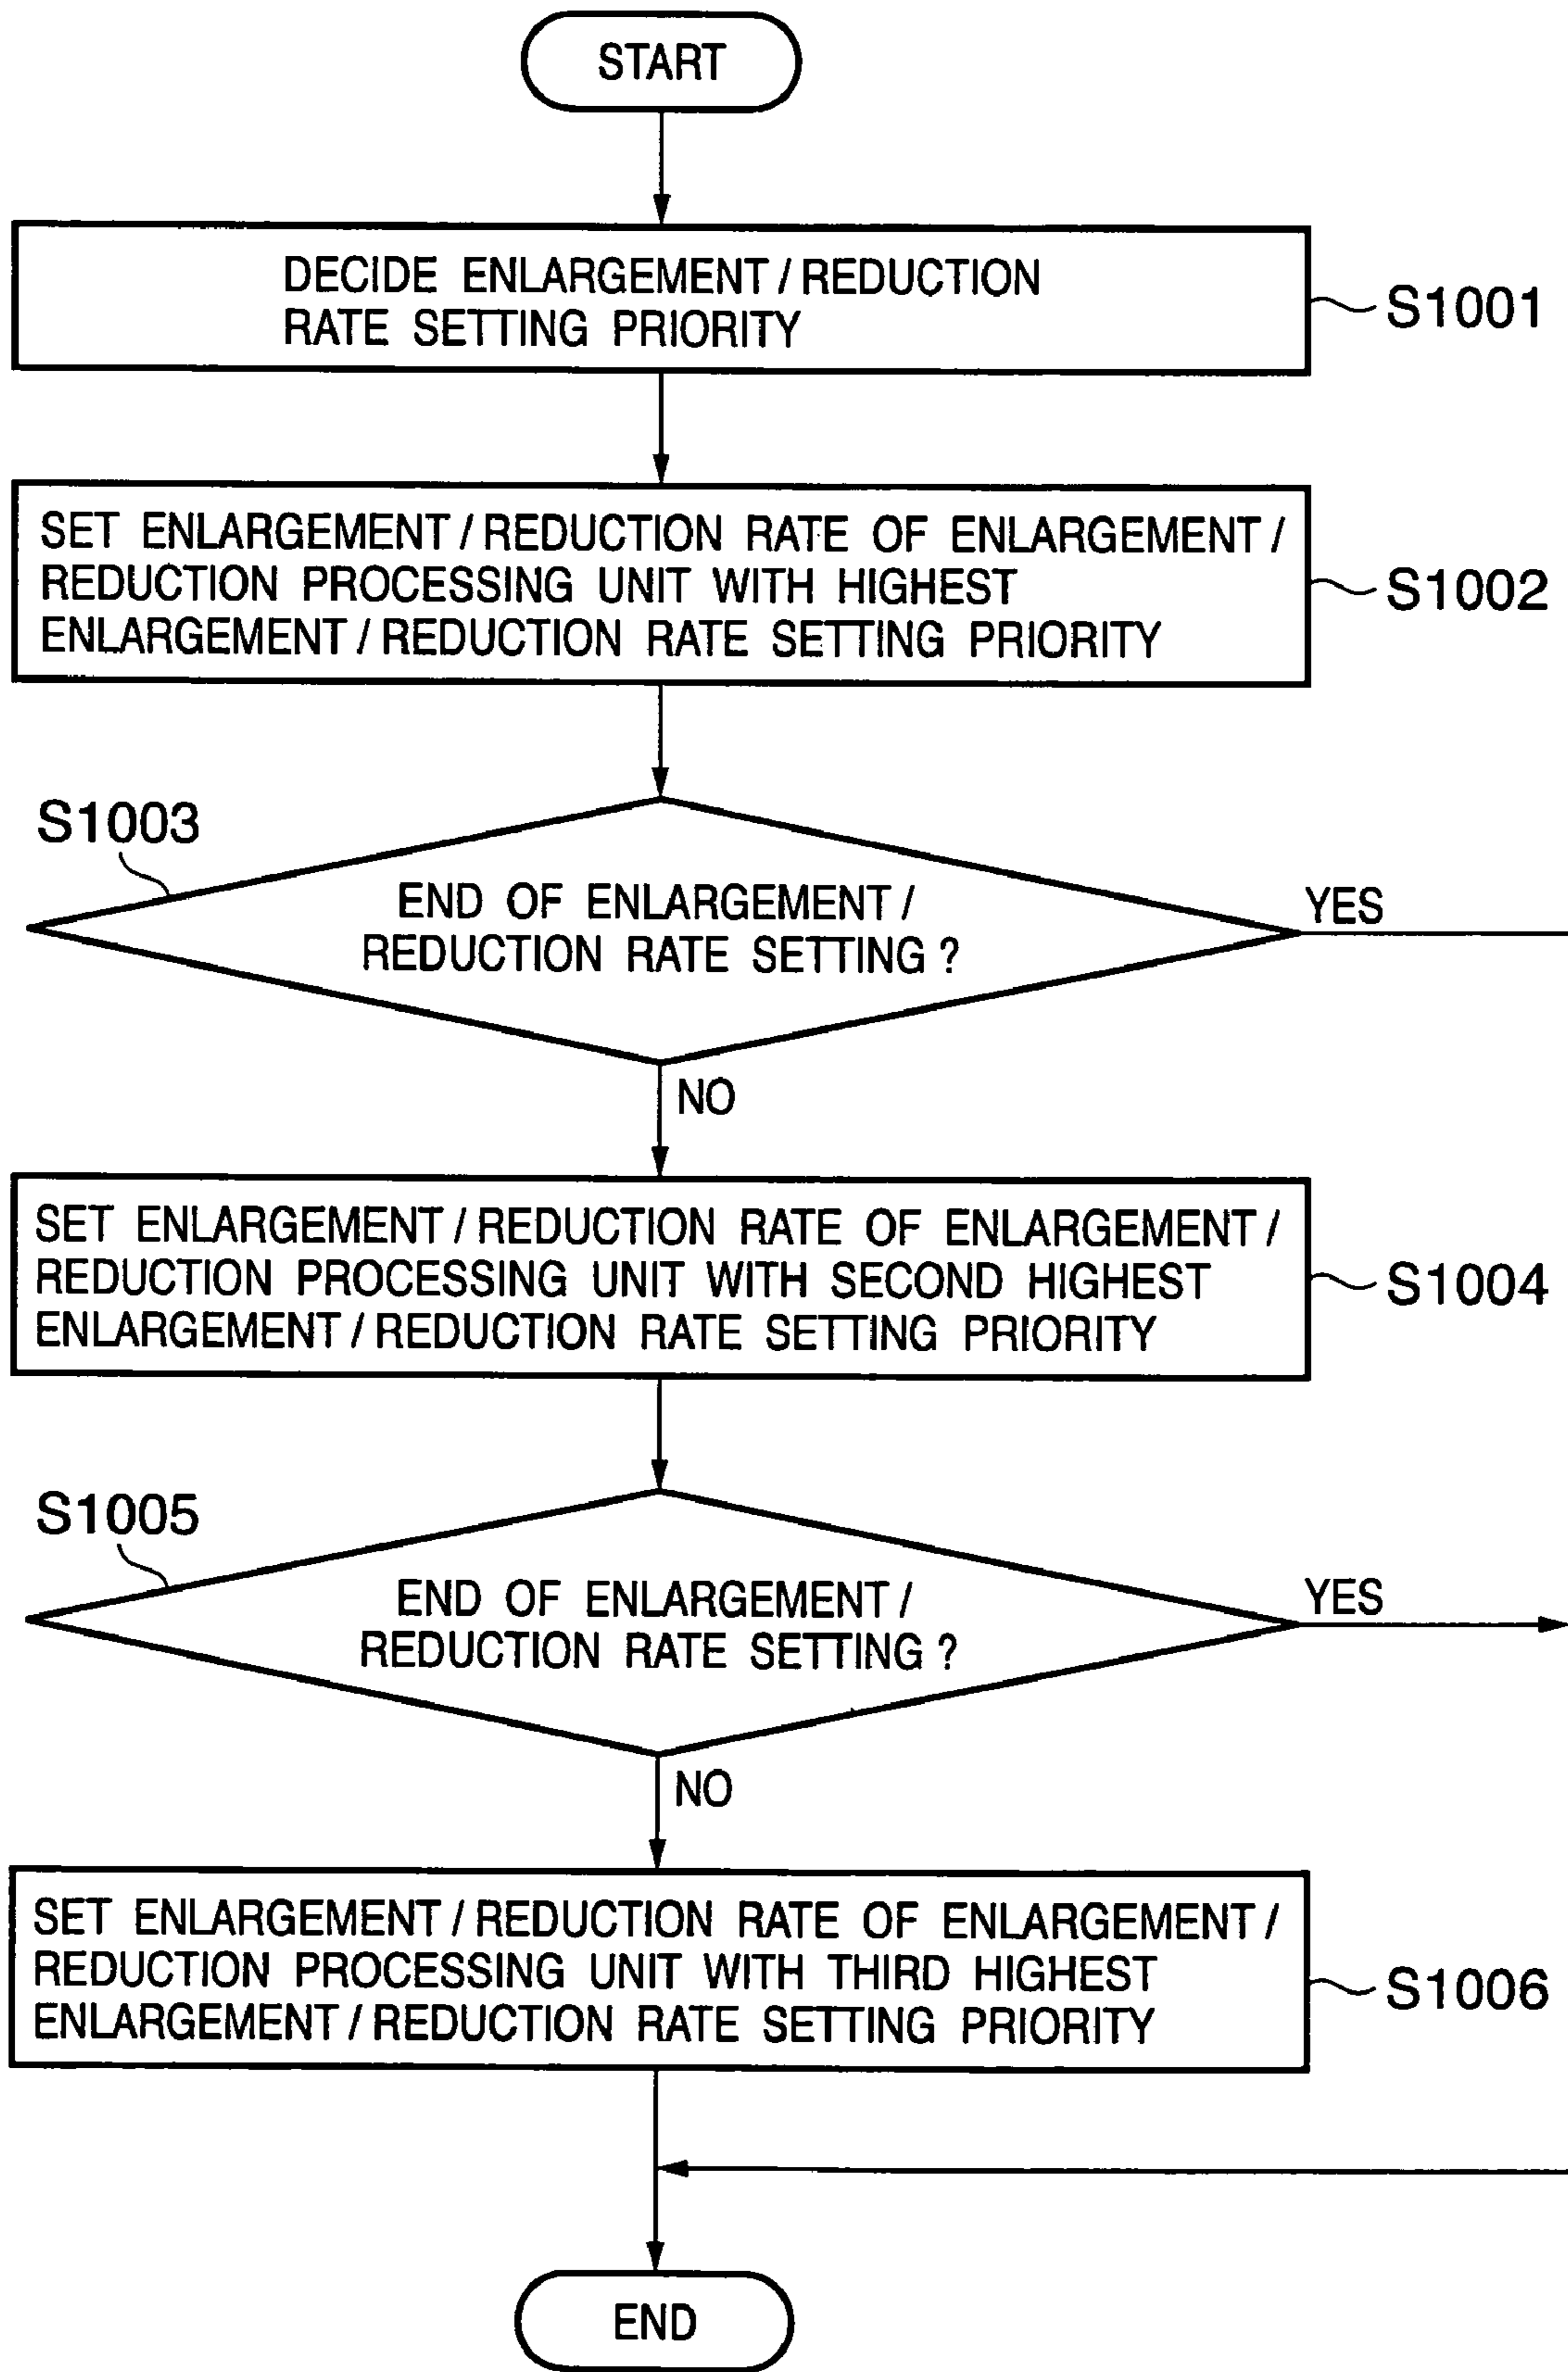 START
DECIDE ENLARGEMENT / REDUCTION
RATE SETTING PRIORITY
S1001
SET ENLARGEMENT / REDUCTION RATE OF ENLARGEMENT /
REDUCTION PROCESSING UNIT WITH HIGHEST
ENLARGEMENT / REDUCTION RATE SETTING PRIORITY
S1002
S1003
END OF ENLARGEMENT /
REDUCTION RATE SETTING ?
YES
NO
SET ENLARGEMENT / REDUCTION RATE OF ENLARGEMENT /
REDUCTION PROCESSING UNIT WITH SECOND HIGHEST
ENLARGEMENT / REDUCTION RATE SETTING PRIORITY
S1004
S1005
END OF ENLARGEMENT /
REDUCTION RATE SETTING ?
YES
NO
SET ENLARGEMENT / REDUCTION RATE OF ENLARGEMENT /
REDUCTION PROCESSING UNIT WITH THIRD HIGHEST
ENLARGEMENT / REDUCTION RATE SETTING PRIORITY
S1006
END